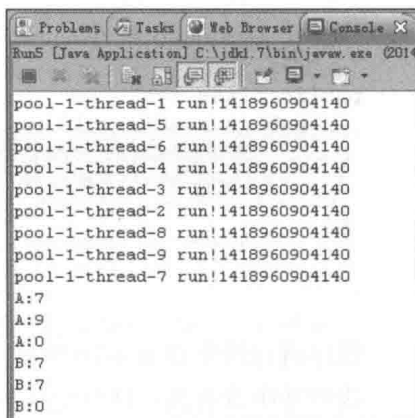 Problems Tasks Web Browser Console
Run5 [Java Application] C:\jdk1.7\bin\javaw.exe (2014
pool-1-thread-1 run!1418960904140
pool-1-thread-5 run!1418960904140
pool-1-thread-6 run!1418960904140
pool-1-thread-4 run!1418960904140
pool-1-thread-3 run!1418960904140
pool-1-thread-2 run!1418960904140
pool-1-thread-8 run!1418960904140
pool-1-thread-9 run!1418960904140
pool-1-thread-7 run!1418960904140
A:7
A:9
A:0
B:7
B:7
B:0